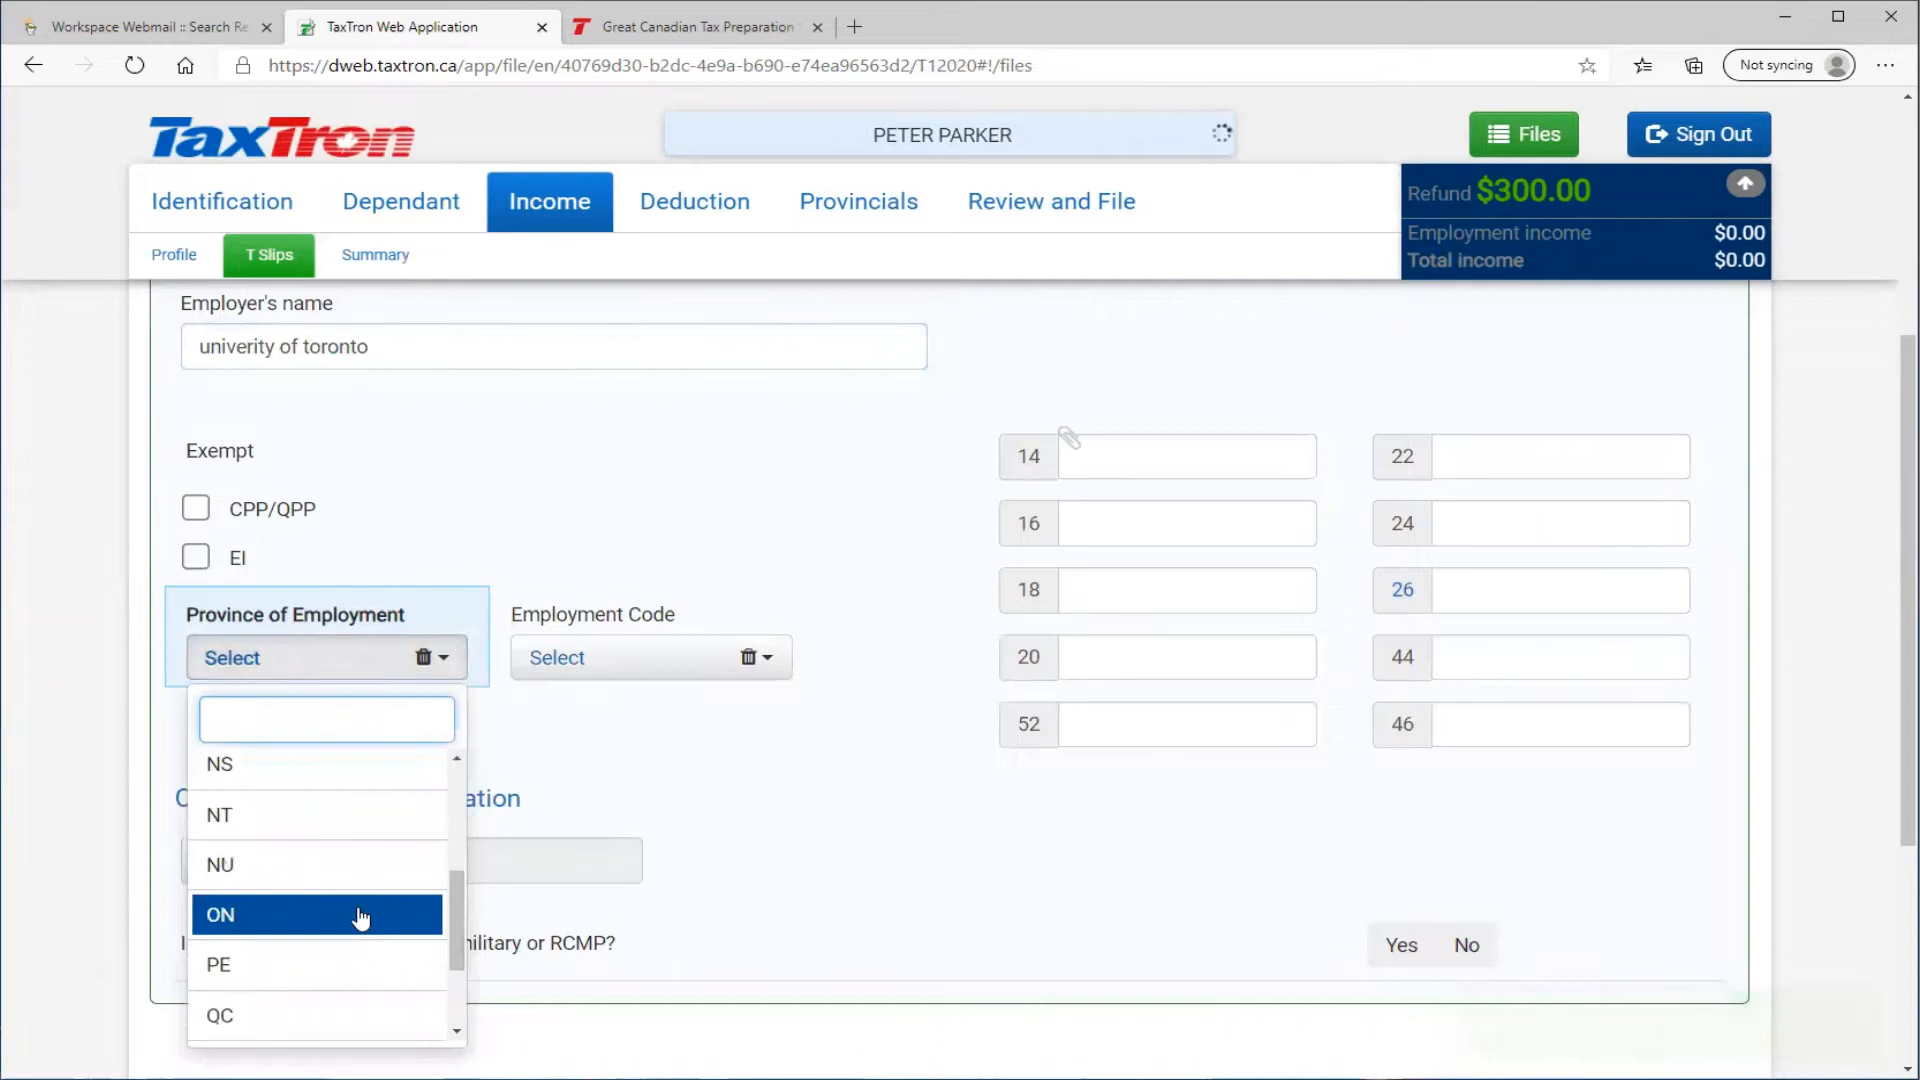 Workspace Webmail :: Search Re
TaxTron Web Application
Great Canadian Tax Preparation
https://dweb.taxtron.ca/app/file/en/40769d30-b2dc-4e9a-b690-e74ea96563d2/T12020#!/files
Not syncing
TaxTron
PETER PARKER
Files
Sign Out
Identification
Dependant
Income
Deduction
Provincials
Review and File
Refund $300.00
Employment income $0.00
Total income $0.00
Profile
T Slips
Summary
Employer's name
univerity of toronto
Exempt
CPP/QPP
EI
14
22
16
24
18
26
20
44
52
46
Province of Employment
Select
Employment Code
Select
NS
NT
NU
ON
PE
QC
ation
military or RCMP?
Yes No